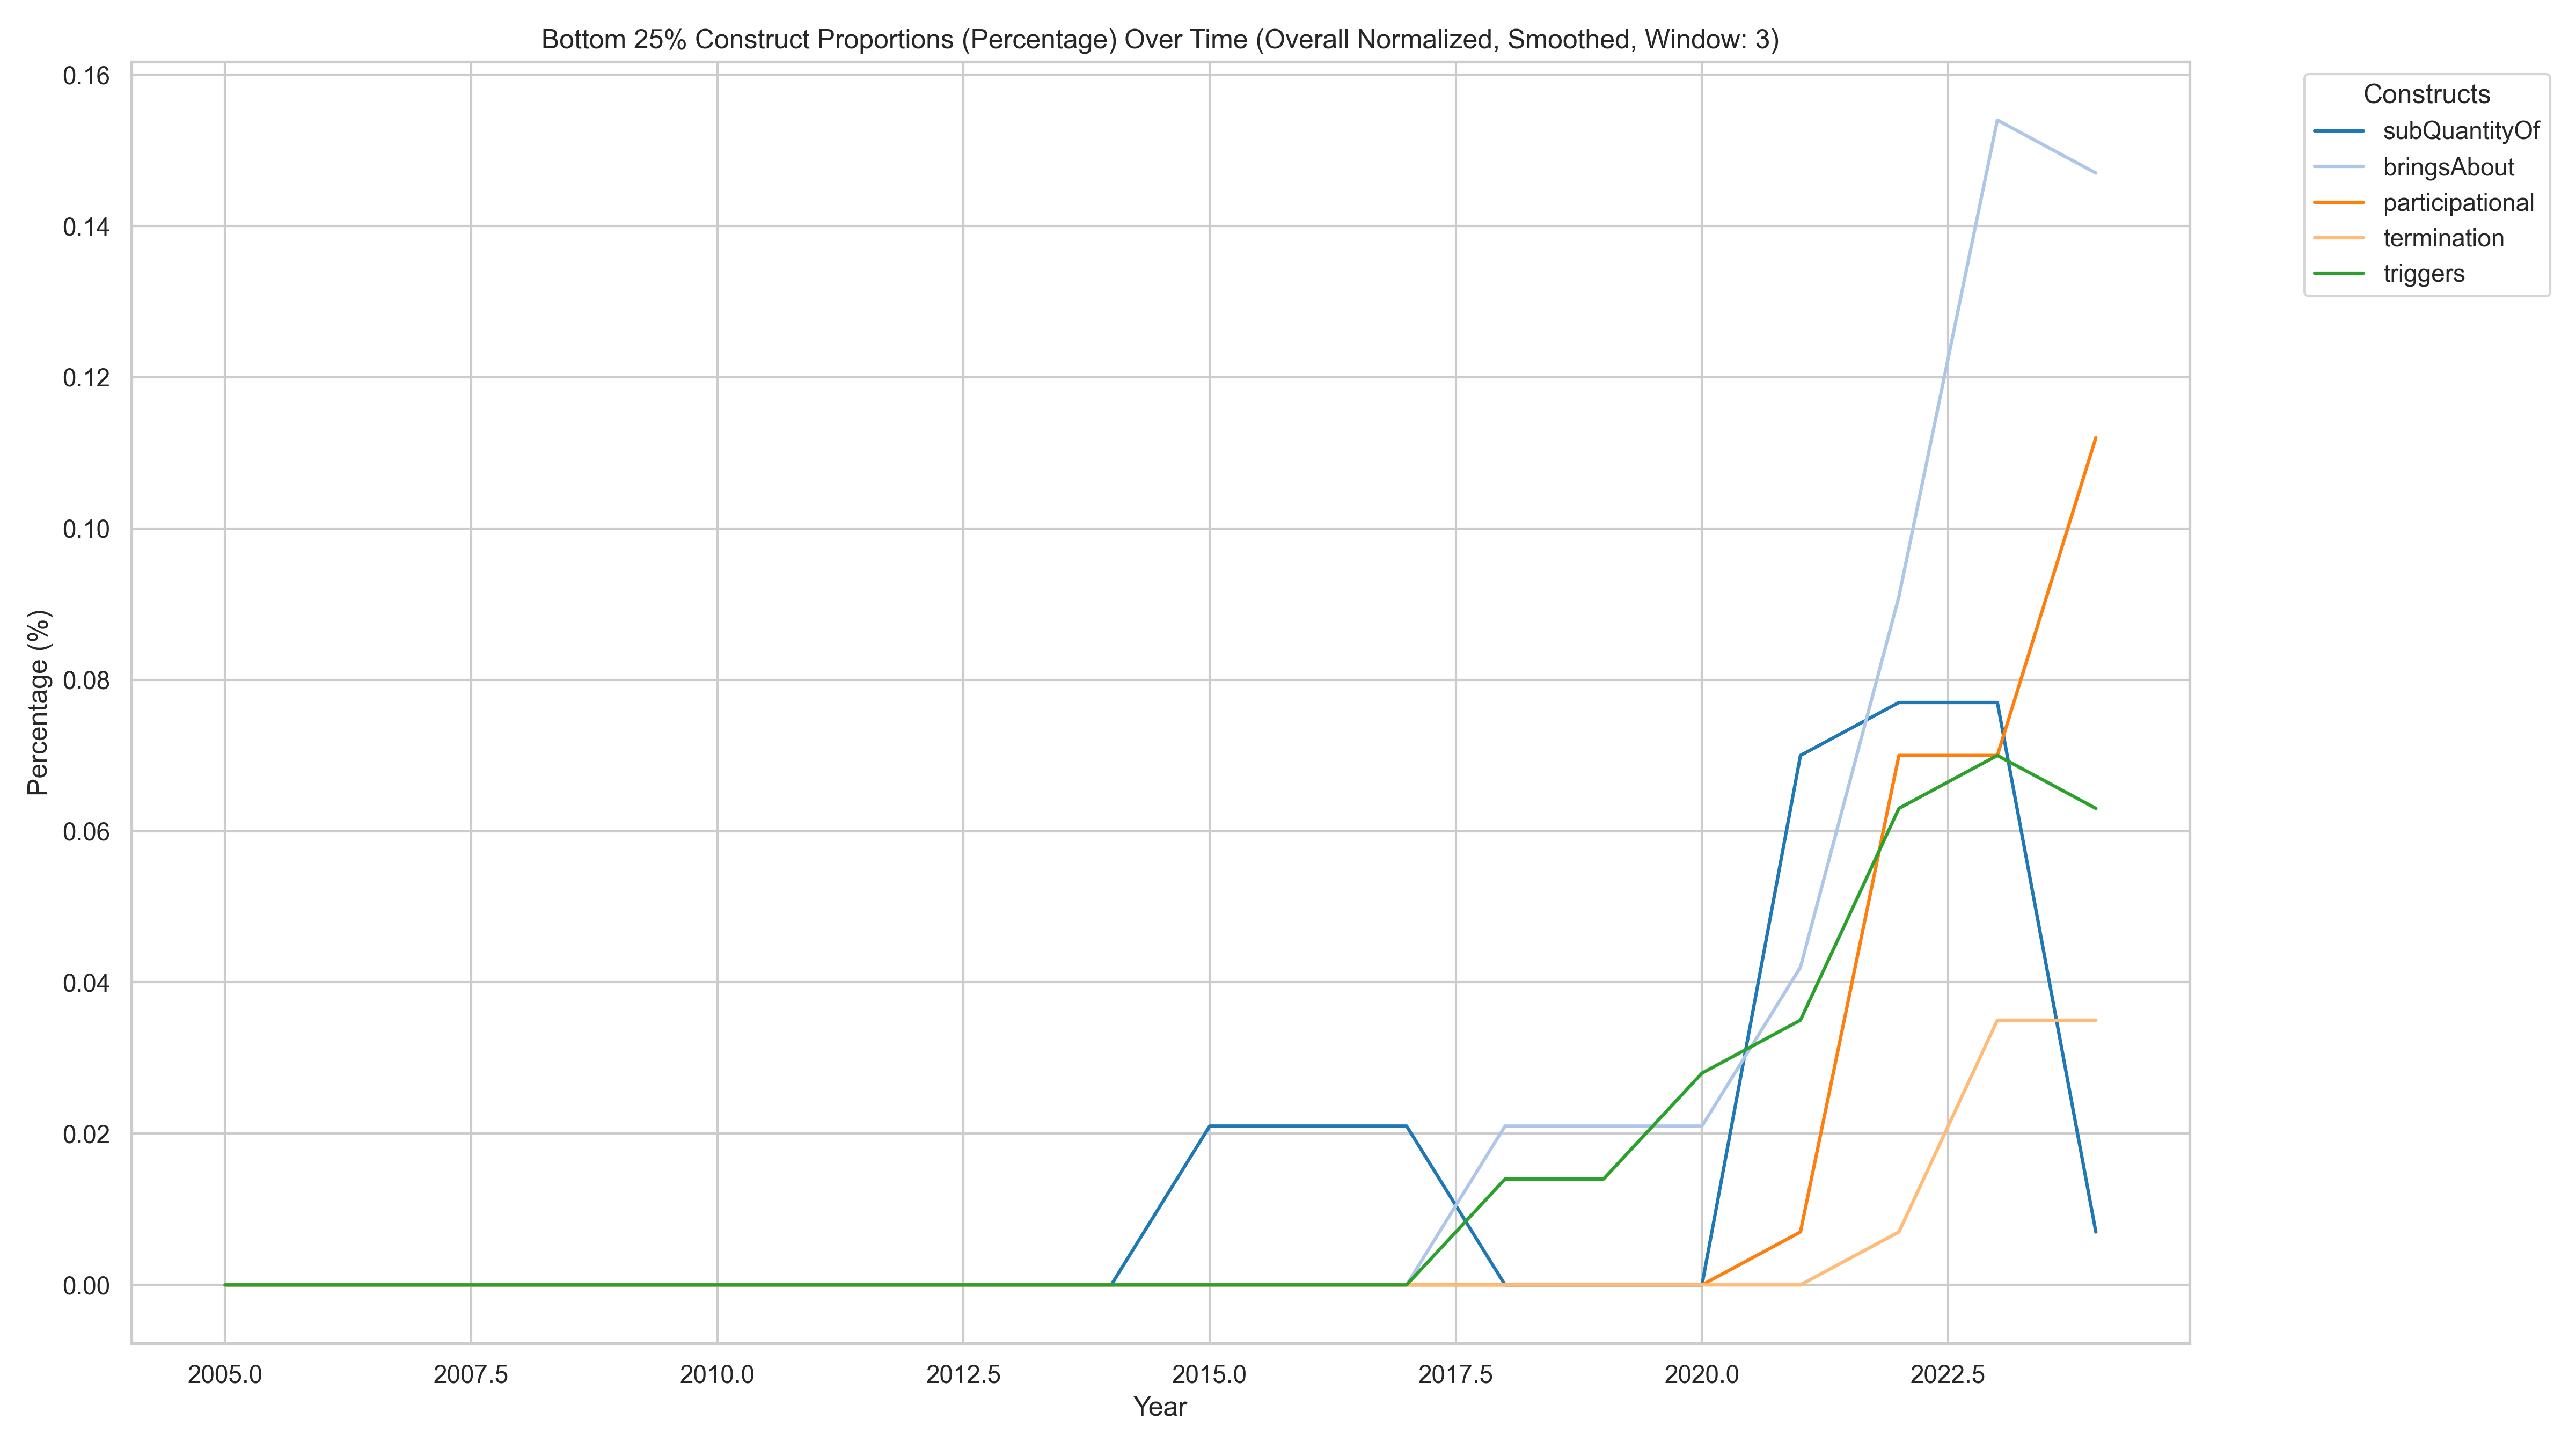 Bottom 25% Construct Proportions (Percentage) Over Time (Overall Normalized, Smoothed, Window: 3)
Percentage (%)
0.16
0.14
0.12
0.10
0.08
0.06
0.04
0.02
0.00
2005.0 2007.5 2010.0 2012.5 2015.0 2017.5 2020.0 2022.5
Year
Constructs
subQuantityOf
bringsAbout
participational
termination
triggers